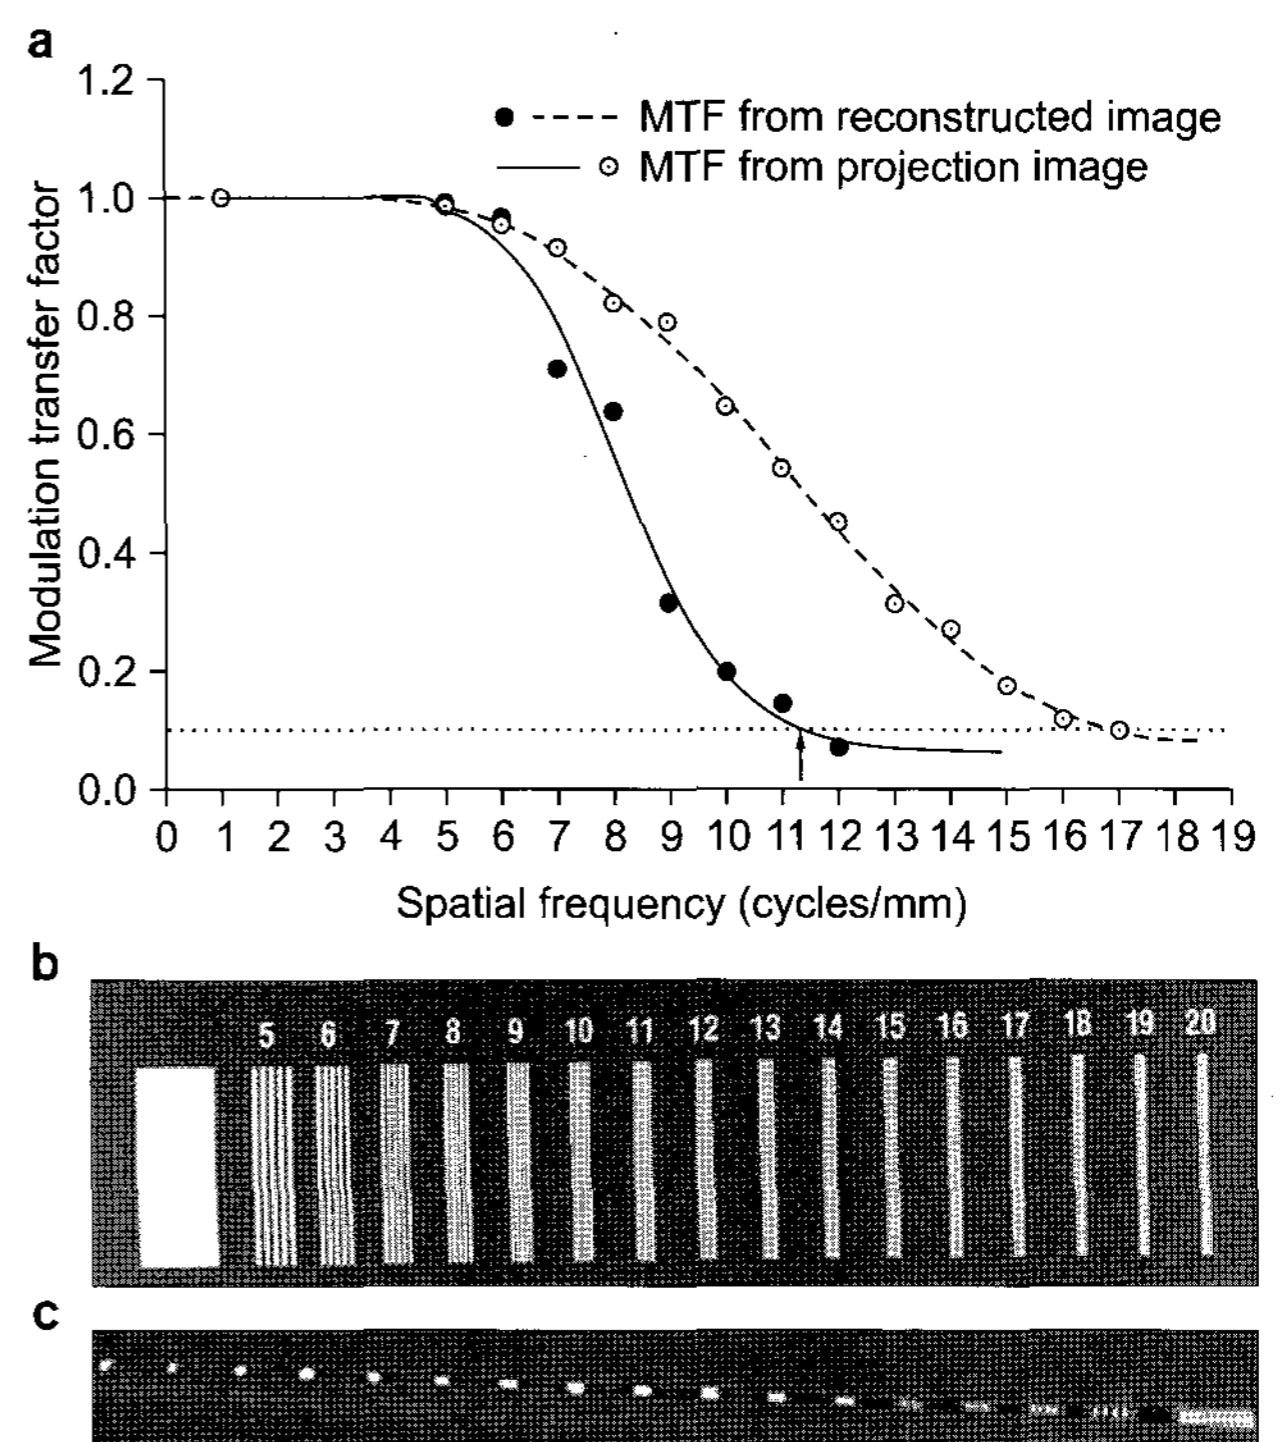 a
1.2
1.0
0.8
0.6
0.4
0.2
0.0
Modulation transfer factor
MTF from reconstructed image
MTF from projection image
0 1 2 3 4 5 6 7 8 9 10 11 12 13 14 15 16 17 18 19
Spatial frequency (cycles/mm)
b
5 6 7 8 9 10 11 12 13 14 15 16 17 18 19 20
c